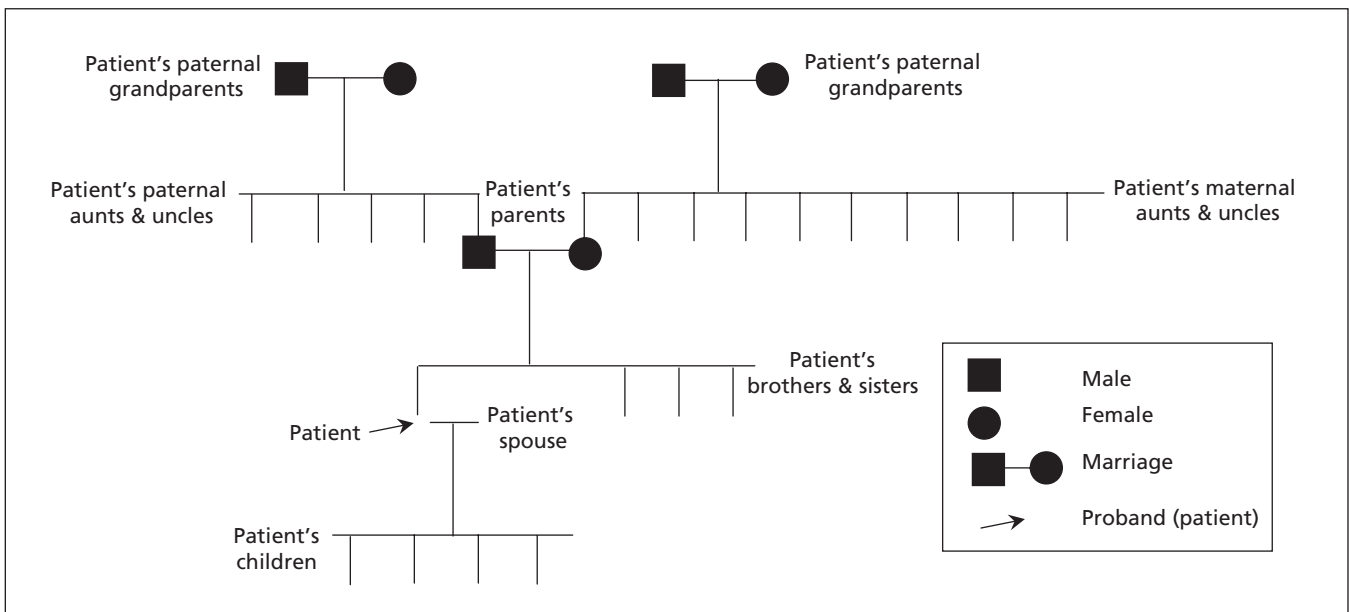 Patient's paternal
grandparents
Patient's paternal
grandparents
Patient's paternal
aunts & uncles
Patient's
parents
Patient's maternal
aunts & uncles
Patient's
brothers & sisters
Patient
Patient's
spouse
Patient's
children
Male
Female
Marriage
Proband (patient)